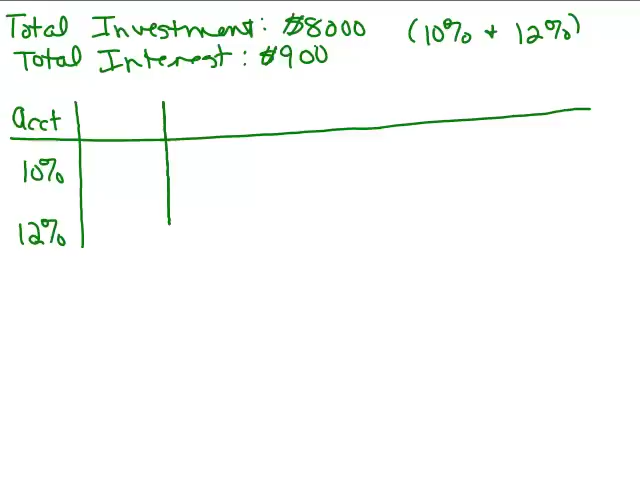 Total Investment: $8000 (10% + 12%)
Total Interest: $900
Acct
10%
12%